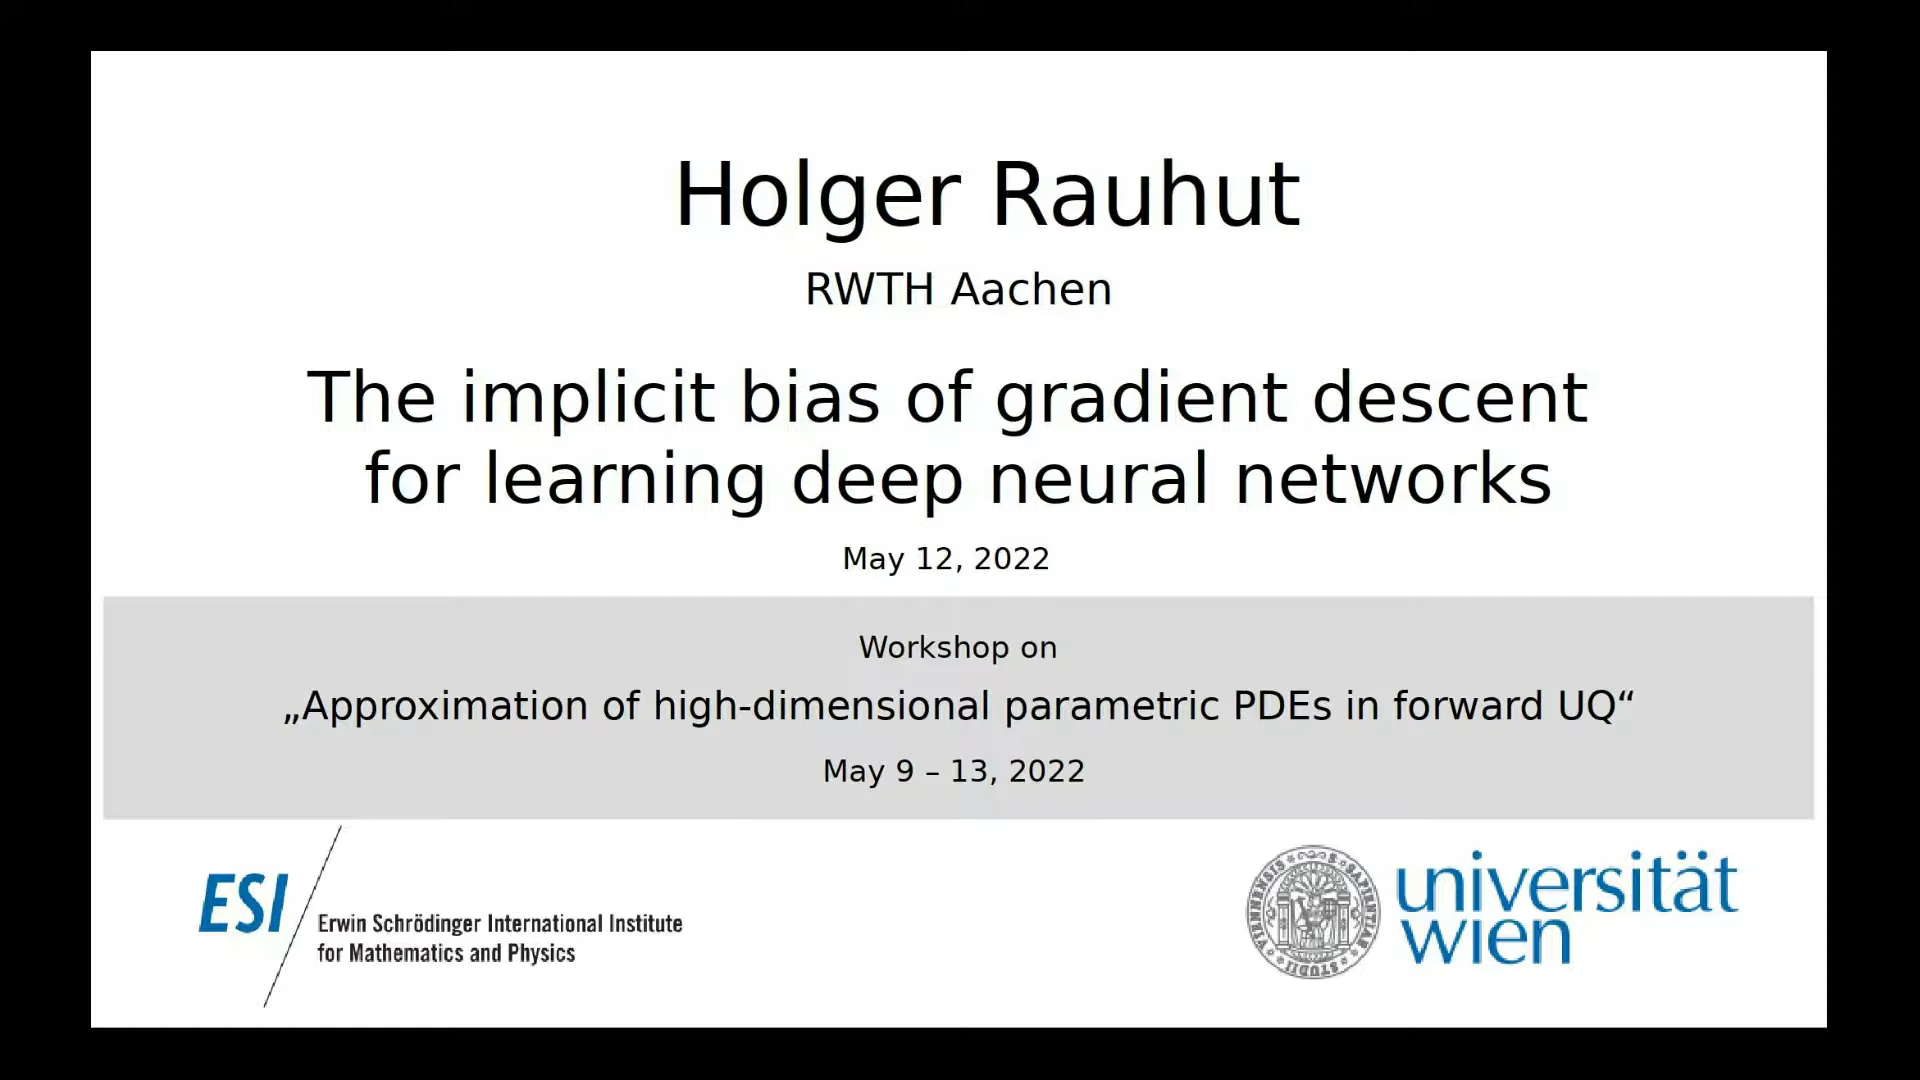 Holger Rauhut
RWTH Aachen
The implicit bias of gradient descent
for learning deep neural networks
May 12, 2022
Workshop on
„Approximation of high-dimensional parametric PDEs in forward UQ“
May 9 – 13, 2022
ESI
Erwin Schrödinger International Institute
for Mathematics and Physics
universität
wien